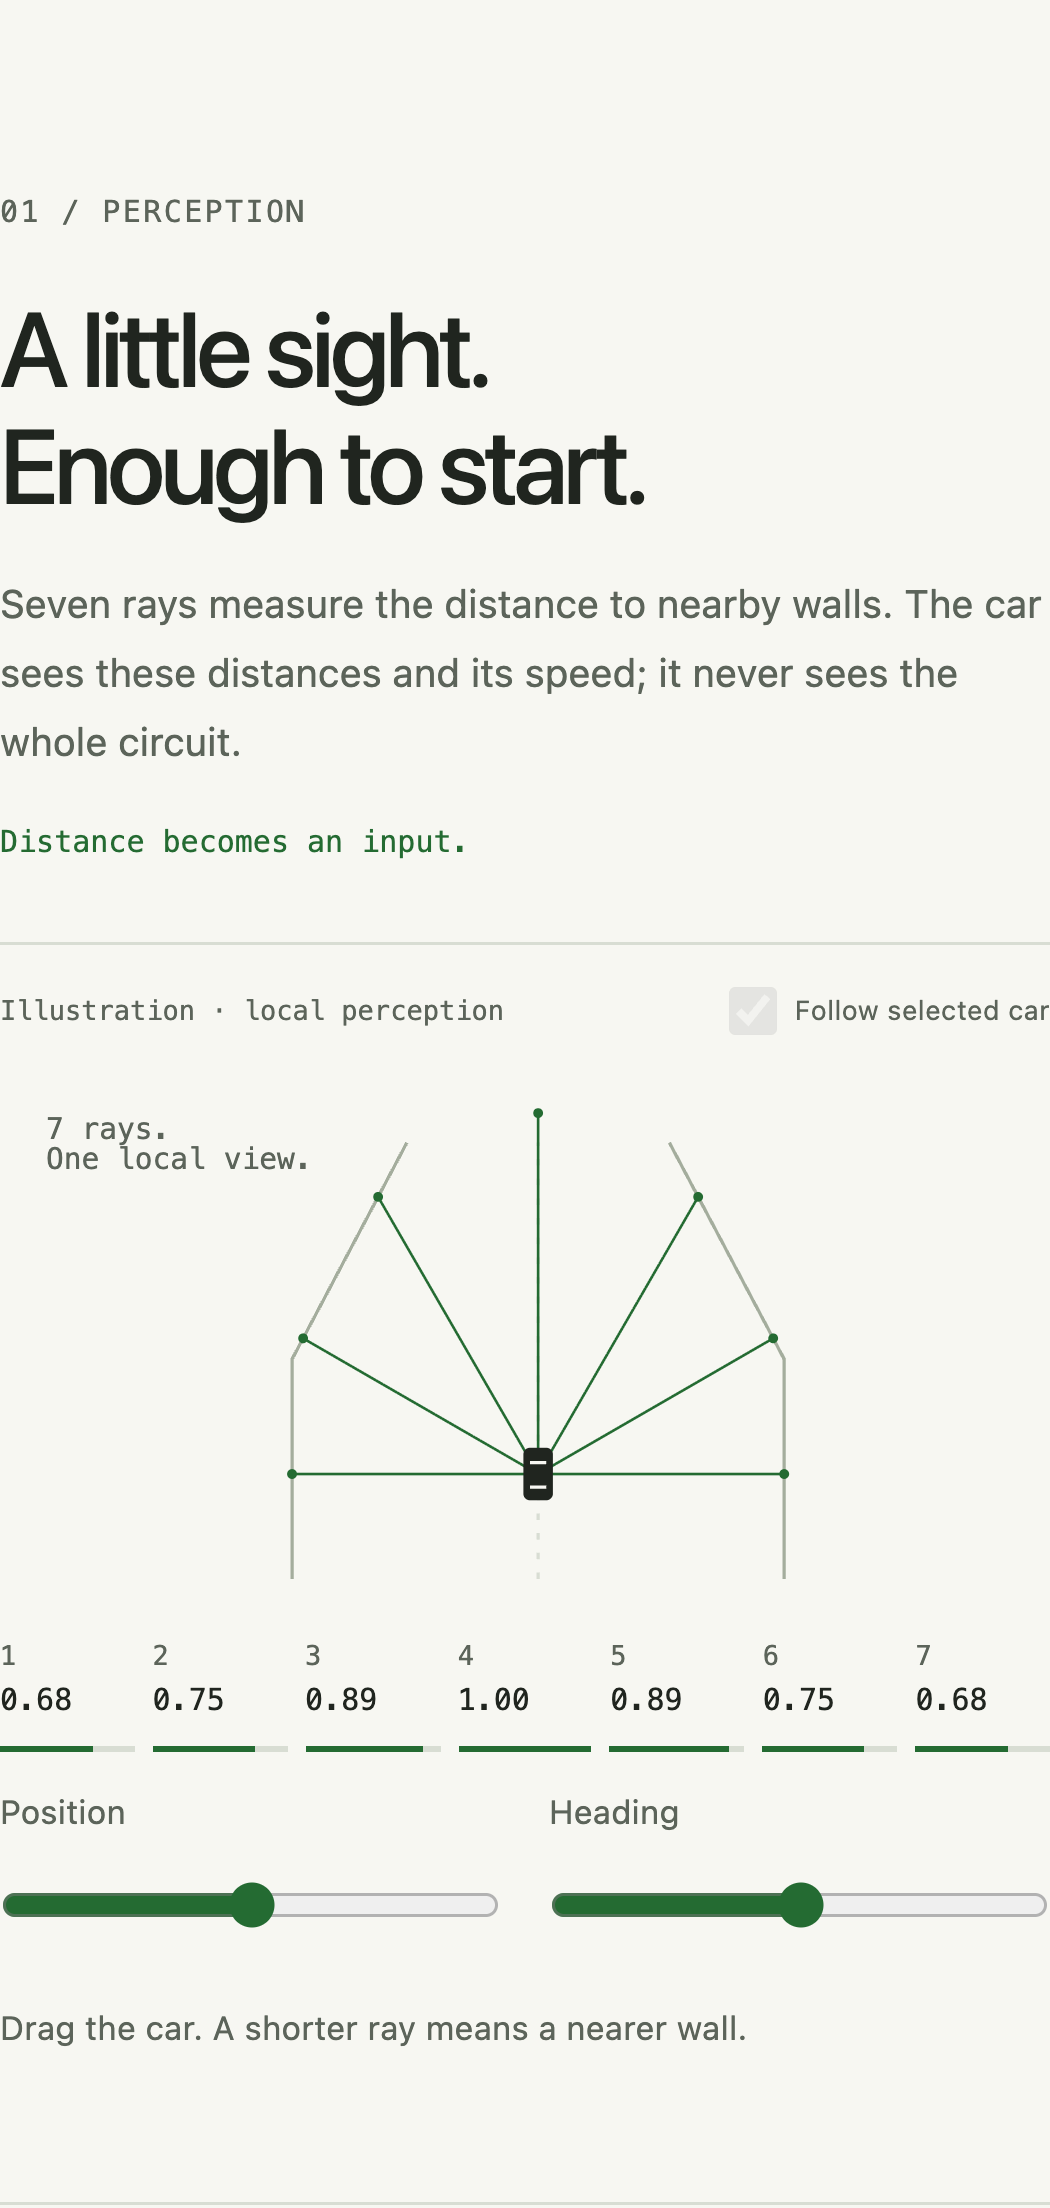 01 / PERCEPTION
A little sight.
Enough to start.
Seven rays measure the distance to nearby walls. The car
sees these distances and its speed; it never sees the
whole circuit.
Distance becomes an input.
Illustration · local perception
Follow selected car
7 rays.
One local view.
1 2 3 4 5 6 7
0.68 0.75 0.89 1.00 0.89 0.75 0.68
Position Heading
Drag the car. A shorter ray means a nearer wall.